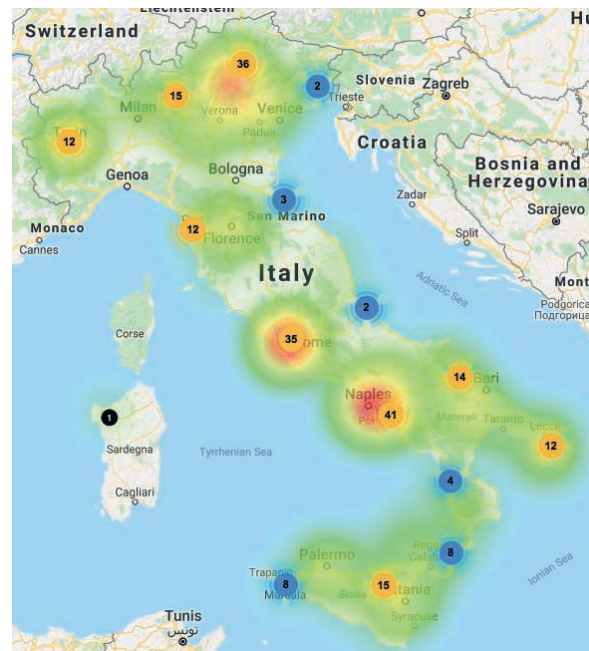 Liechtenstein
Hu
Switzerland
36
2
Slovenia
Zagreb
15
Milan
Verona
Venice
Trieste
Padua
Croatia
12
Genoa
Bologna
Bosnia and
Herzegovina
3
Zadar
Sarajevo
San Marino
Monaco
12
Florence
Split
Cannes
Italy
Adriatic Sea
Mont
2
Podgorica
Подгорица
Corse
35
14
Bari
Naples
1
41
Matera
Taranto
Lecce
12
Sardegna
Tyrrhenian Sea
4
Cagliari
8
Palermo
Trapani
Ionian Sea
8
Marsala
Sicilia
15
Syracuse
Tunis
تونس